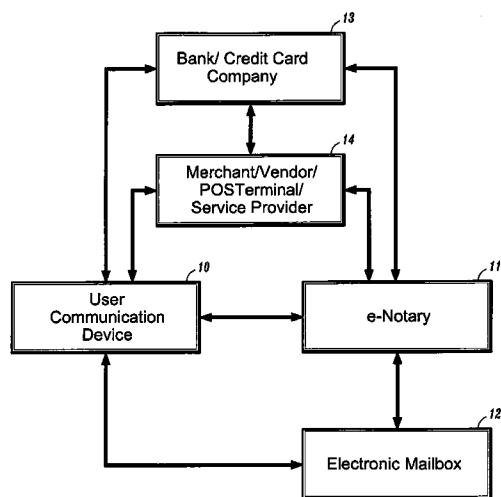 13
Bank/ Credit Card
Company
14
Merchant/Vendor/
POSTerminal/
Service Provider
10
User
Communication
Device
11
e-Notary
12
Electronic Mailbox